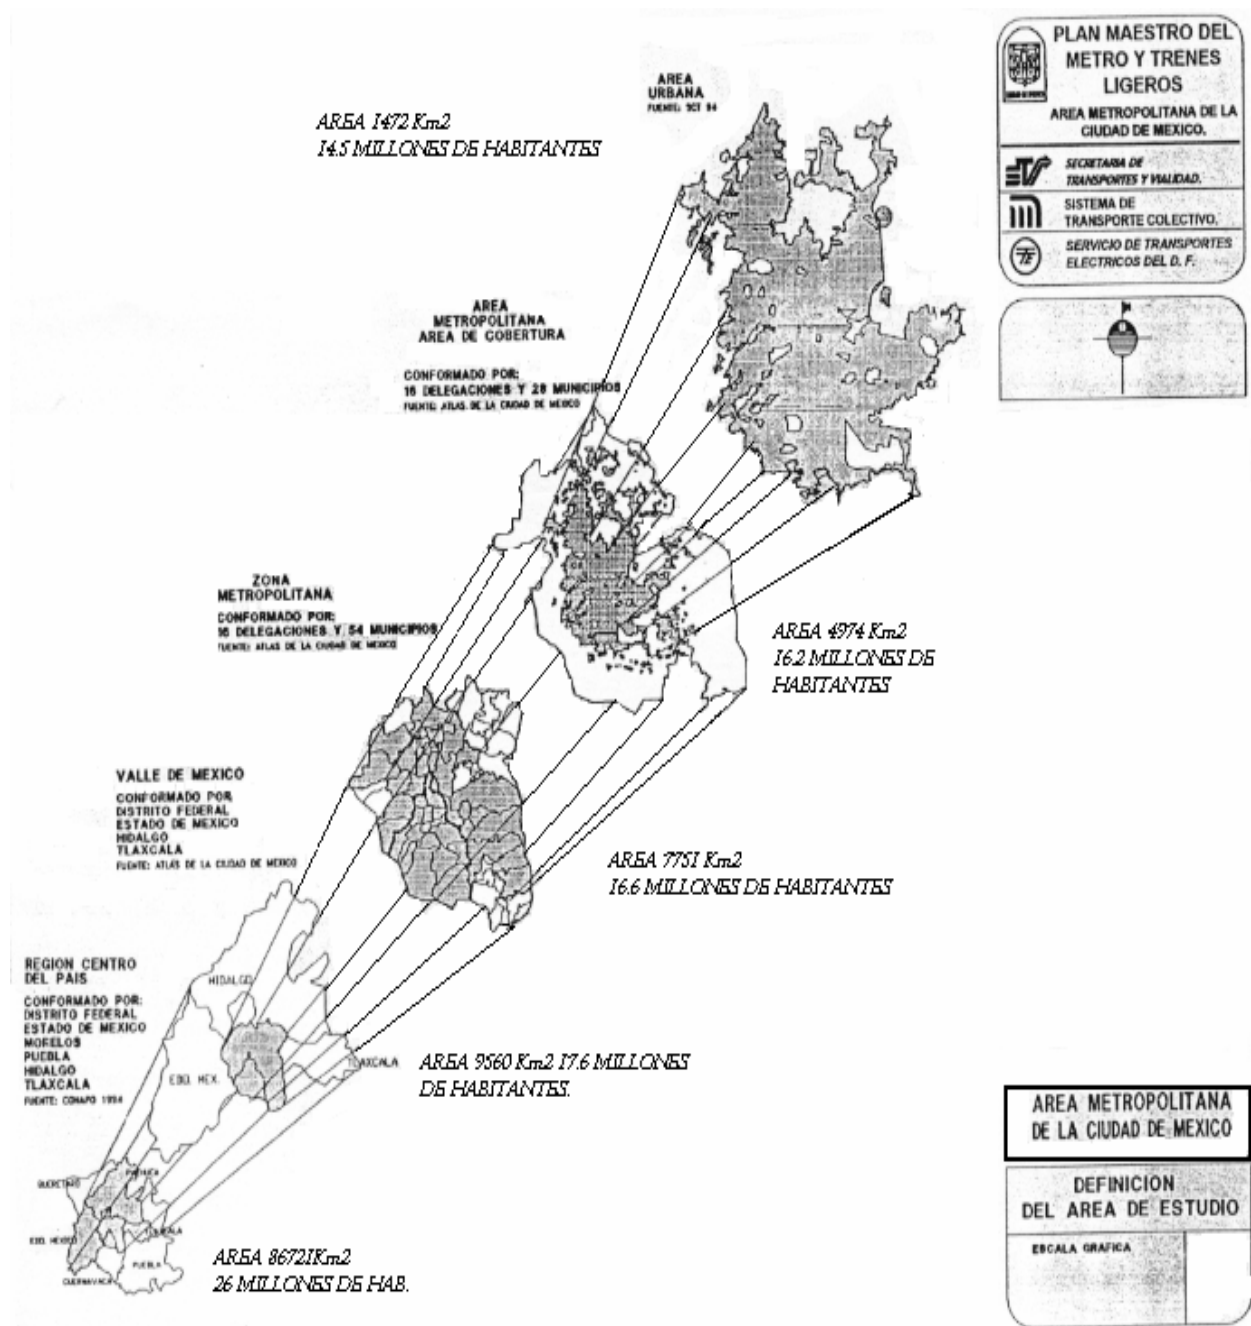 PLAN MAESTRO DEL
METRO Y TRENES
LIGEROS
AREA METROPOLITANA DE LA
CIUDAD DE MEXICO.
SECRETARIA DE
TRANSPORTES Y VIALIDAD.
SISTEMA DE
TRANSPORTE COLECTIVO.
SERVICIO DE TRANSPORTES
ELECTRICOS DEL D. F.
AREA
URBANA
FUENTE: SCT 94
AREA 1472 Km2
14.5 MILLONES DE HABITANTES
AREA
METROPOLITANA
AREA DE COBERTURA
CONFORMADO POR:
16 DELEGACIONES Y 28 MUNICIPIOS
FUENTE: ATLAS DE LA CIUDAD DE MEXICO
AREA 4974 Km2
16.2 MILLONES DE
HABITANTES
ZONA
METROPOLITANA
CONFORMADO POR:
16 DELEGACIONES Y 54 MUNICIPIOS
FUENTE: ATLAS DE LA CIUDAD DE MEXICO
AREA 7751 Km2
16.6 MILLONES DE HABITANTES
VALLE DE MEXICO
CONFORMADO POR
DISTRITO FEDERAL
ESTADO DE MEXICO
HIDALGO
TLAXCALA
FUENTE: ATLAS DE LA CIUDAD DE MEXICO
HIDALGO
EDO. MEX.
TLAXCALA
AREA 9560 Km2 17.6 MILLONES
DE HABITANTES.
REGION CENTRO
DEL PAIS
CONFORMADO POR:
DISTRITO FEDERAL
ESTADO DE MEXICO
MORELOS
PUEBLA
HIDALGO
TLAXCALA
FUENTE: CONAPO 1994
PACHUCA
QUERETARO
EDO. MEXICO
TLAXCALA
PUEBLA
CUERNAVACA
AREA 86721Km2
26 MILLONES DE HAB.
AREA METROPOLITANA
DE LA CIUDAD DE MEXICO
DEFINICION
DEL AREA DE ESTUDIO
ESCALA GRAFICA